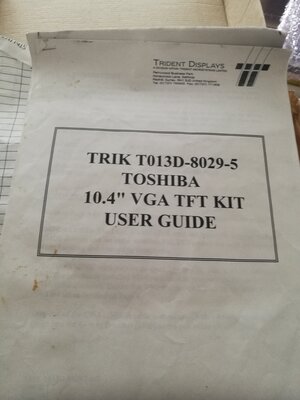 TRIDENT DISPLAYS
TRIK T013D-8029-5
TOSHIBA
10.4" VGA TFT KIT
USER GUIDE